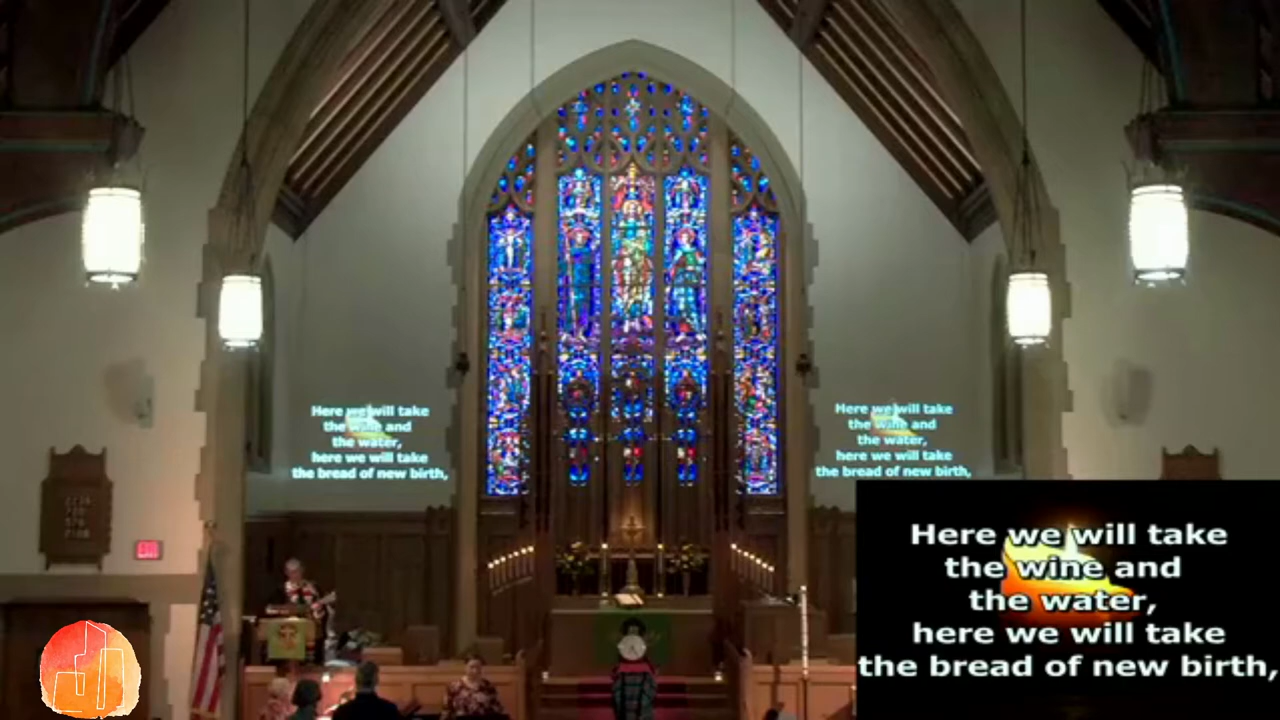 Here we will take
the wine and
the water,
here we will take
the bread of new birth,
Here we will take
the wine and
the water,
here we will take
the bread of new birth,
Here we will take
the wine and
the water,
here we will take
the bread of new birth,